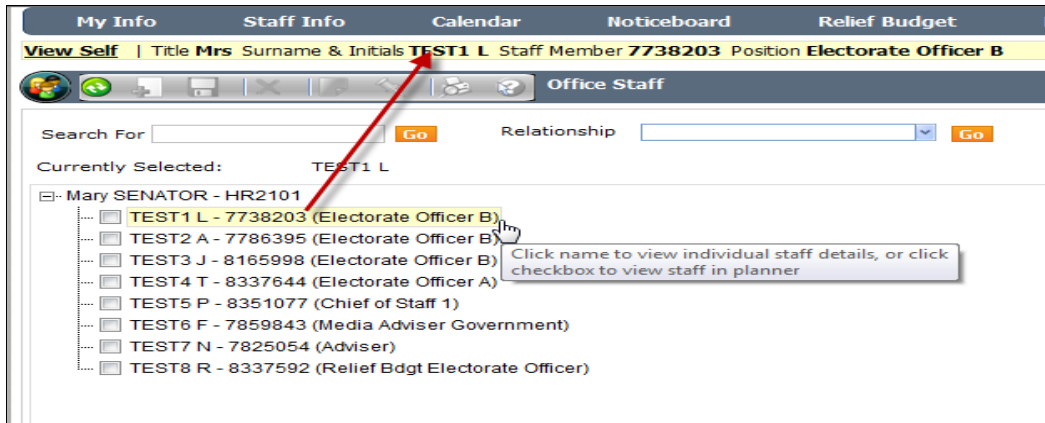 My Info Staff Info Calendar Noticeboard Relief Budget
View Self | Title Mrs Surname & Initials TEST1 L Staff Member 7738203 Position Electorate Officer B
Office Staff
Search For Go Relationship Go
Currently Selected: TEST1 L
Mary SENATOR - HR2101
TEST1 L - 7738203 (Electorate Officer B)
TEST2 A - 7786395 (Electorate Officer B)
TEST3 J - 8165998 (Electorate Officer B)
Click name to view individual staff details, or click
checkbox to view staff in planner
TEST4 T - 8337644 (Electorate Officer A)
TEST5 P - 8351077 (Chief of Staff 1)
TEST6 F - 7859843 (Media Adviser Government)
TEST7 N - 7825054 (Adviser)
TEST8 R - 8337592 (Relief Bdgt Electorate Officer)